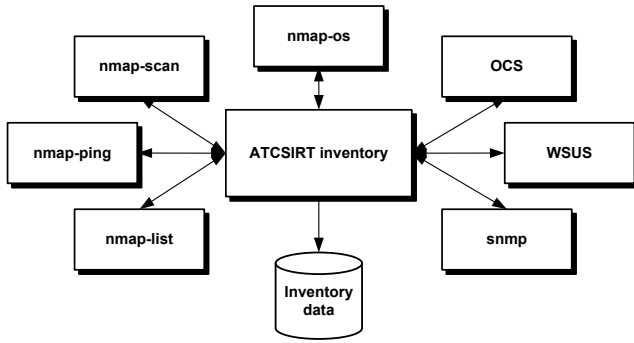 nmap-os
nmap-scan
OCS
nmap-ping
ATCSIRT inventory
WSUS
nmap-list
snmp
Inventory
data